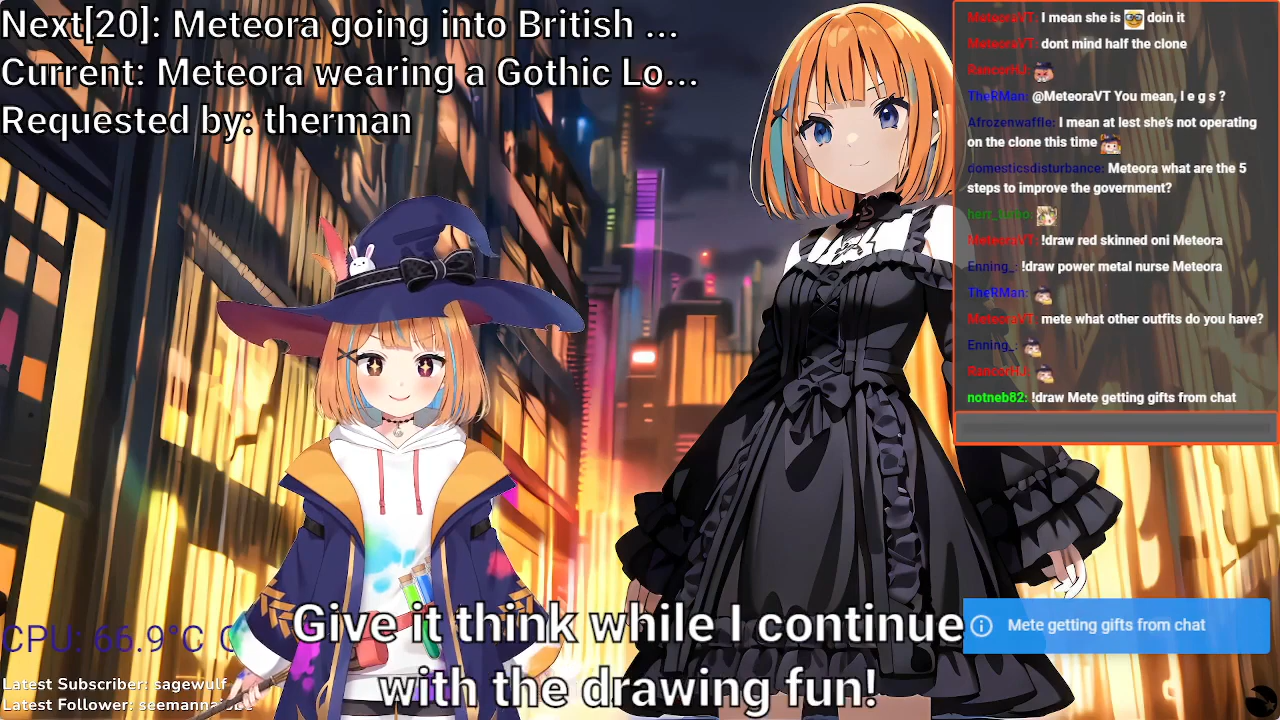 Next[20]: Meteora going into British ...
Current: Meteora wearing a Gothic Lo...
Requested by: therman
MeteoraVT: I mean she is doin it
MeteoraVT: dont mind half the clone
RancorHJ:
TheRMan: @MeteoraVT You mean, l e g s ?
Afrozenwaffle: I mean at lest she's not operating
on the clone this time
domesticsdisturbance: Meteora what are the 5
steps to improve the government?
herr_turbo:
MeteoraVT: !draw red skinned oni Meteora
Enning_: !draw power metal nurse Meteora
TheRMan:
MeteoraVT: mete what other outfits do you have?
Enning_:
RancorHJ:
notneb82: !draw Mete getting gifts from chat
Give it think while I continue
with the drawing fun!
Mete getting gifts from chat
CPU: 66.9°C
Latest Subscriber: sagewulf
Latest Follower: